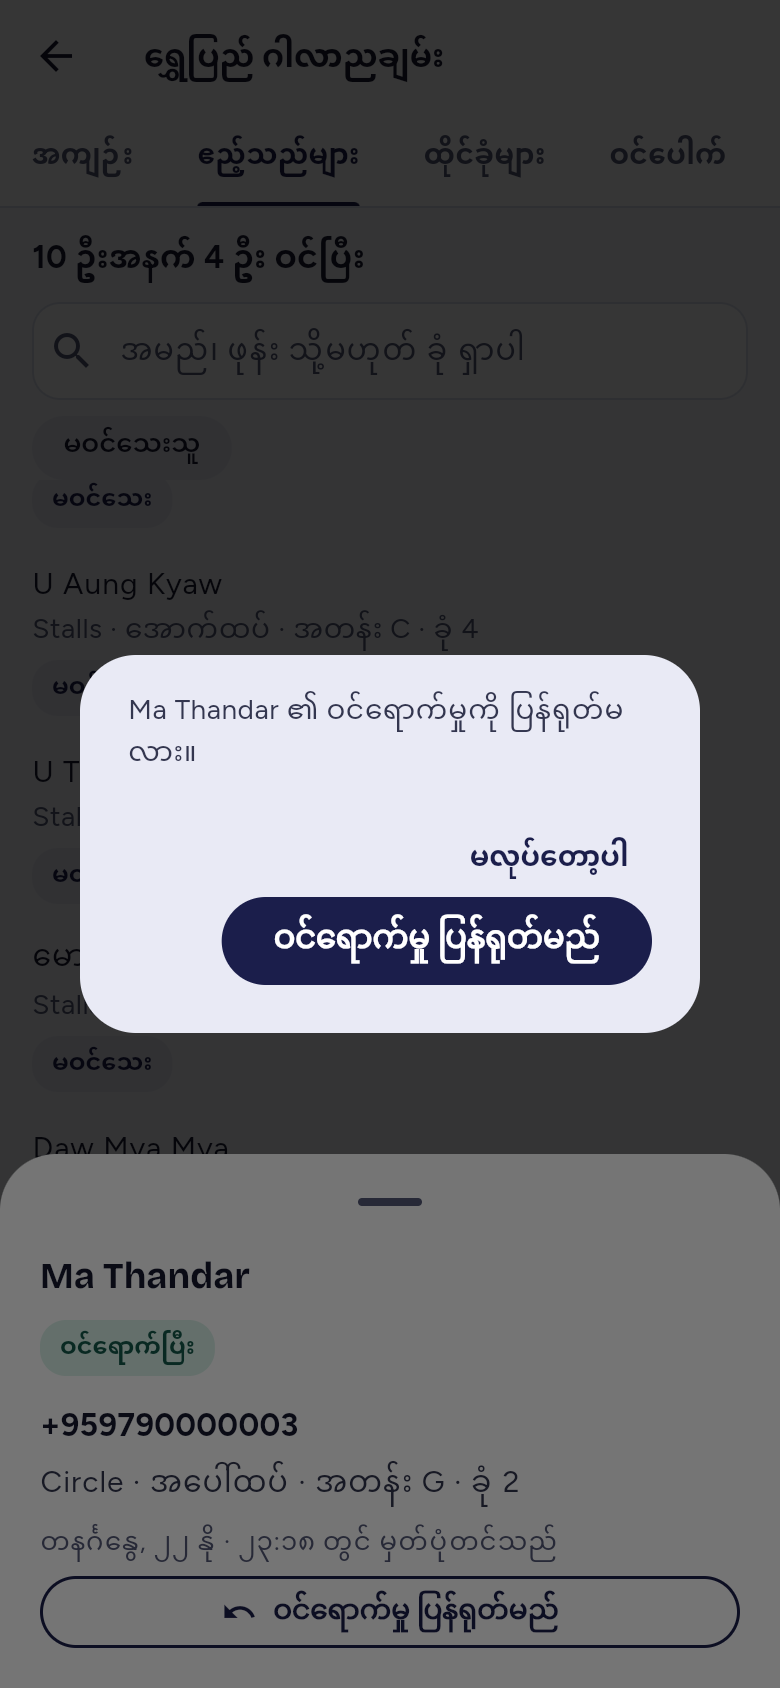 ရွှေပြည် ဂါလာညချမ်း
အကျဉ်း ဧည့်သည်များ ထိုင်ခုံများ ဝင်ပေါက်
10 ဦးအနက် 4 ဦး ဝင်ပြီး
အမည်၊ ဖုန်း သို့မဟုတ် ခုံ ရှာပါ
မဝင်သေးသူ
မဝင်သေး
U Aung Kyaw
Stalls · အောက်ထပ် · အတန်း C · ခုံ 4
Ma Thandar ၏ ဝင်ရောက်မှုကို ပြန်ရုတ်မ
လား။
မလုပ်တော့ပါ
ဝင်ရောက်မှု ပြန်ရုတ်မည်
မဝင်သေး
Daw Mya Mya
Ma Thandar
ဝင်ရောက်ပြီး
+959790000003
Circle · အပေါ်ထပ် · အတန်း G · ခုံ 2
တနင်္ဂနွေ, ၂၂ နို · ၂၃:၁၈ တွင် မှတ်ပုံတင်သည်
ဝင်ရောက်မှု ပြန်ရုတ်မည်